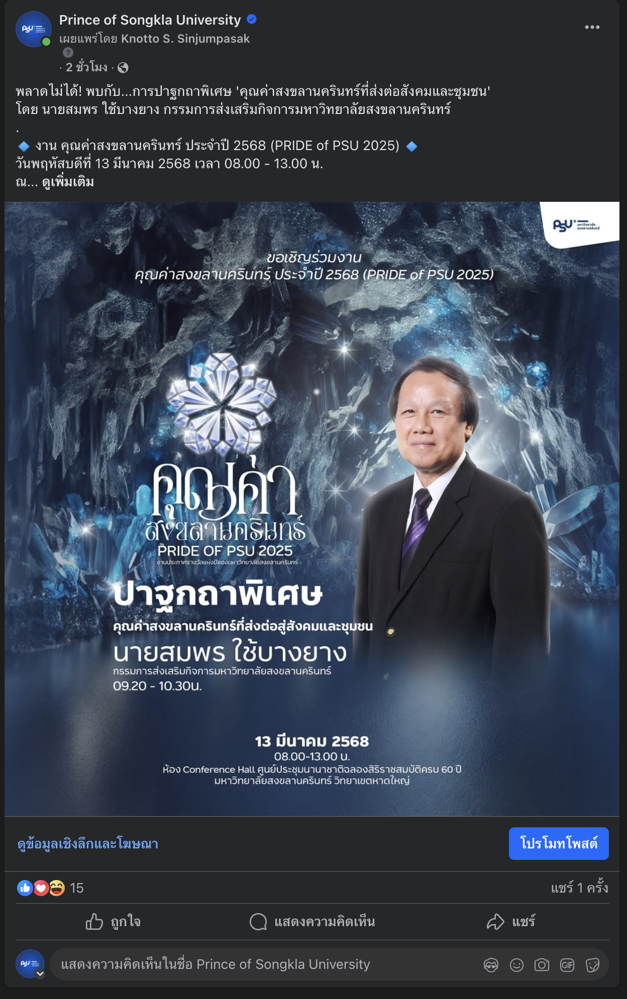 PSU PRINCE of SONGKLA UNIVERSITY
Prince of Songkla University
เผยแพร่โดย Knotto S. Sinjumpasak
?
· 2 ชั่วโมง ·
พลาดไม่ได้! พบกับ...การปาฐกถาพิเศษ 'คุณค่าสงขลานครินทร์ที่ส่งต่อสังคมและชุมชน'
โดย นายสมพร ใช้บางยาง กรรมการส่งเสริมกิจการมหาวิทยาลัยสงขลานครินทร์
.
🔷 งาน คุณค่าสงขลานครินทร์ ประจำปี 2568 (PRIDE of PSU 2025) 🔷
วันพฤหัสบดีที่ 13 มีนาคม 2568 เวลา 08.00 - 13.00 น.
ณ... ดูเพิ่มเติม
PSU มหาวิทยาลัย
สงขลานครินทร์
ขอเชิญร่วมงาน
คุณค่าสงขลานครินทร์ ประจำปี 2568 (PRIDE of PSU 2025)
คุณค่า
สงขลานครินทร์
PRIDE OF PSU 2025
งานประกาศรางวัลแห่งปีของมหาวิทยาลัยสงขลานครินทร์
ปาฐกถาพิเศษ
คุณค่าสงขลานครินทร์ที่ส่งต่อสู่สังคมและชุมชน
นายสมพร ใช้บางยาง
กรรมการส่งเสริมกิจการมหาวิทยาลัยสงขลานครินทร์
09.20 - 10.30น.
13 มีนาคม 2568
08.00-13.00 น.
ห้อง Conference Hall ศูนย์ประชุมนานาชาติฉลองสิริราชสมบัติครบ 60 ปี
มหาวิทยาลัยสงขลานครินทร์ วิทยาเขตหาดใหญ่
ดูข้อมูลเชิงลึกและโฆษณา
โปรโมทโพสต์
15
แชร์ 1 ครั้ง
ถูกใจ
แสดงความคิดเห็น
แชร์
PSU
แสดงความคิดเห็นในชื่อ Prince of Songkla University
GIF